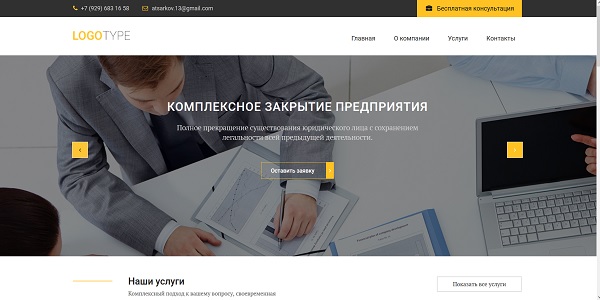 +7 (929) 683 16 58
atsarkov.13@gmail.com
Бесплатная консультация
LOGOTYPE
Главная
О компании
Услуги
Контакты
КОМПЛЕКСНОЕ ЗАКРЫТИЕ ПРЕДПРИЯТИЯ
Полное прекращение существования юридического лица с сохранением
легальности всей предыдущей деятельности.
Оставить заявку
Наши услуги
Показать все услуги
Комплексный подход к вашему вопросу, своевременная